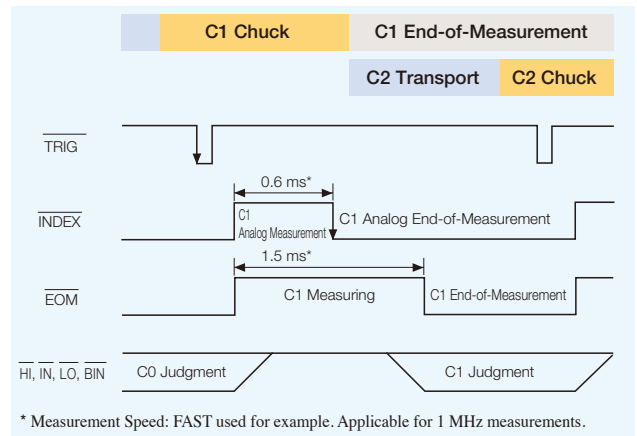 C1 Chuck
C1 End-of-Measurement
C2 Transport
C2 Chuck
TRIG
0.6 ms*
INDEX
C1
Analog Measurement
C1 Analog End-of-Measurement
1.5 ms*
EOM
C1 Measuring
C1 End-of-Measurement
HI, IN, LO, BIN
C0 Judgment
C1 Judgment
* Measurement Speed: FAST used for example. Applicable for 1 MHz measurements.